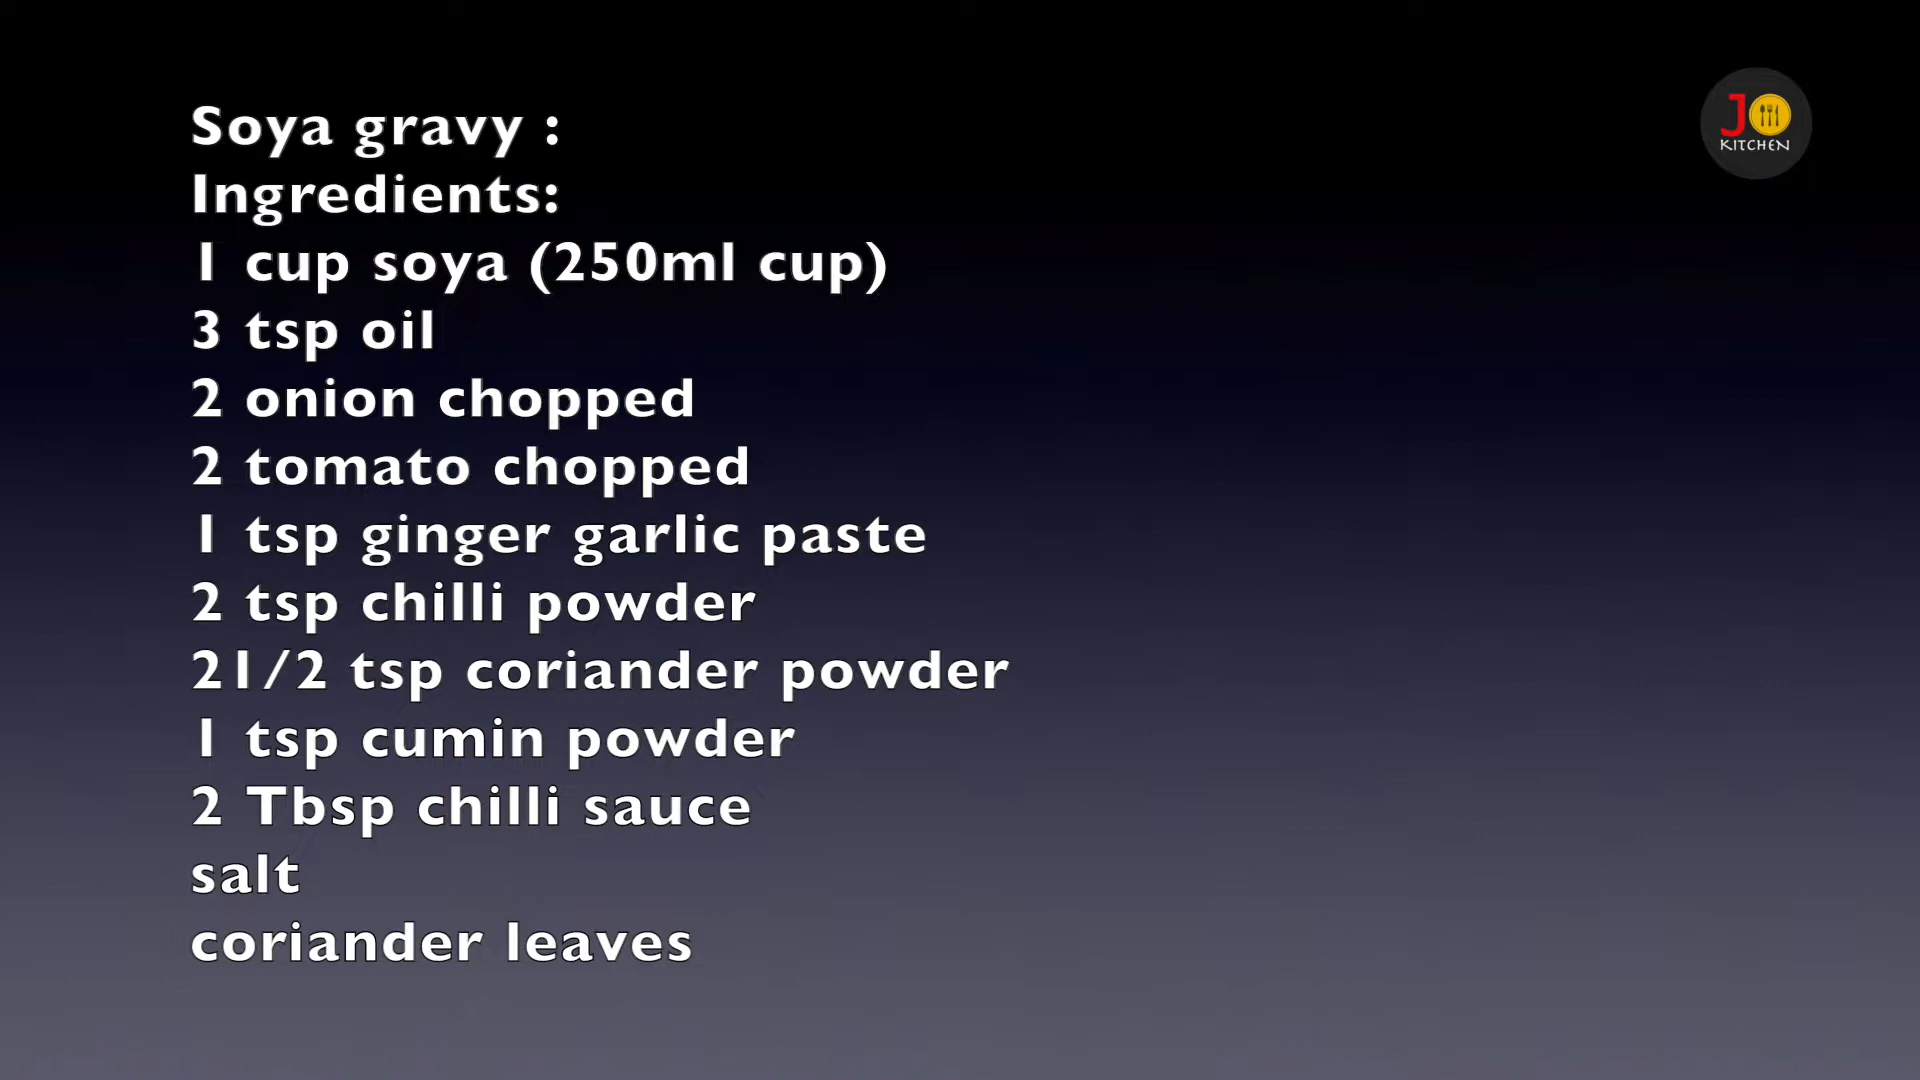 Soya gravy :
Ingredients:
1 cup soya (250ml cup)
3 tsp oil
2 onion chopped
2 tomato chopped
1 tsp ginger garlic paste
2 tsp chilli powder
21/2 tsp coriander powder
1 tsp cumin powder
2 Tbsp chilli sauce
salt
coriander leaves
JO
KITCHEN